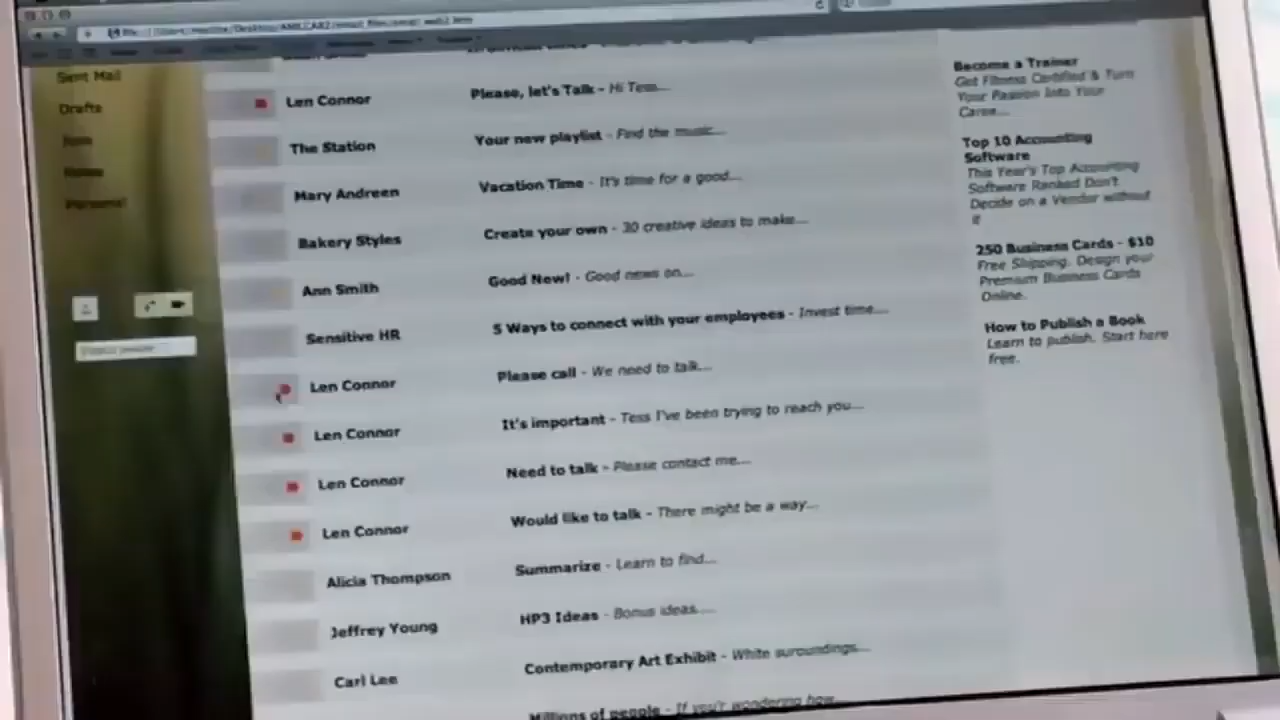 Sent Mail
Drafts
Personal
Len Connor Please, let's Talk - Hi Tess...
The Station Your new playlist - Find the music...
Mary Andreen Vacation Time - It's time for a good...
Bakery Styles Create your own - 30 creative ideas to make...
Ann Smith Good New! - Good news on...
Sensitive HR 5 Ways to connect with your employees - Invest time...
Len Connor Please call - We need to talk...
Len Connor It's important - Tess I've been trying to reach you...
Len Connor Need to talk - Please contact me...
Len Connor Would like to talk - There might be a way...
Alicia Thompson Summarize - Learn to find...
Jeffrey Young HP3 Ideas - Bonus ideas....
Carl Lee Contemporary Art Exhibit - White surroundings...
Millions of people - If you'r wondering how...
Become a Trainer
Get Fitness Certified & Turn
Your Passion Into Your
Caree...
Top 10 Accounting
Software
This Year's Top Accounting
Software Ranked Don't
Decide on a Vendor without
it
250 Business Cards - $10
Free Shipping. Design your
Premium Business Cards
Online.
How to Publish a Book
Learn to publish. Start here
free.